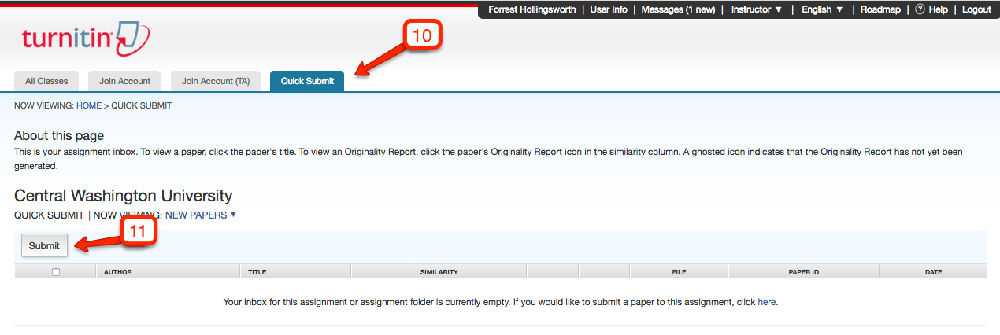 Forrest Hollingsworth | User Info | Messages (1 new) | Instructor ▼ | English ▼ | Roadmap | ? Help | Logout
turnitin
10
All Classes Join Account Join Account (TA) Quick Submit
NOW VIEWING: HOME > QUICK SUBMIT
About this page
This is your assignment inbox. To view a paper, click the paper's title. To view an Originality Report, click the paper's Originality Report icon in the similarity column. A ghosted icon indicates that the Originality Report has not yet been
generated.
Central Washington University
QUICK SUBMIT | NOW VIEWING: NEW PAPERS ▼
11
Submit
AUTHOR TITLE SIMILARITY FILE PAPER ID DATE
Your inbox for this assignment or assignment folder is currently empty. If you would like to submit a paper to this assignment, click here.